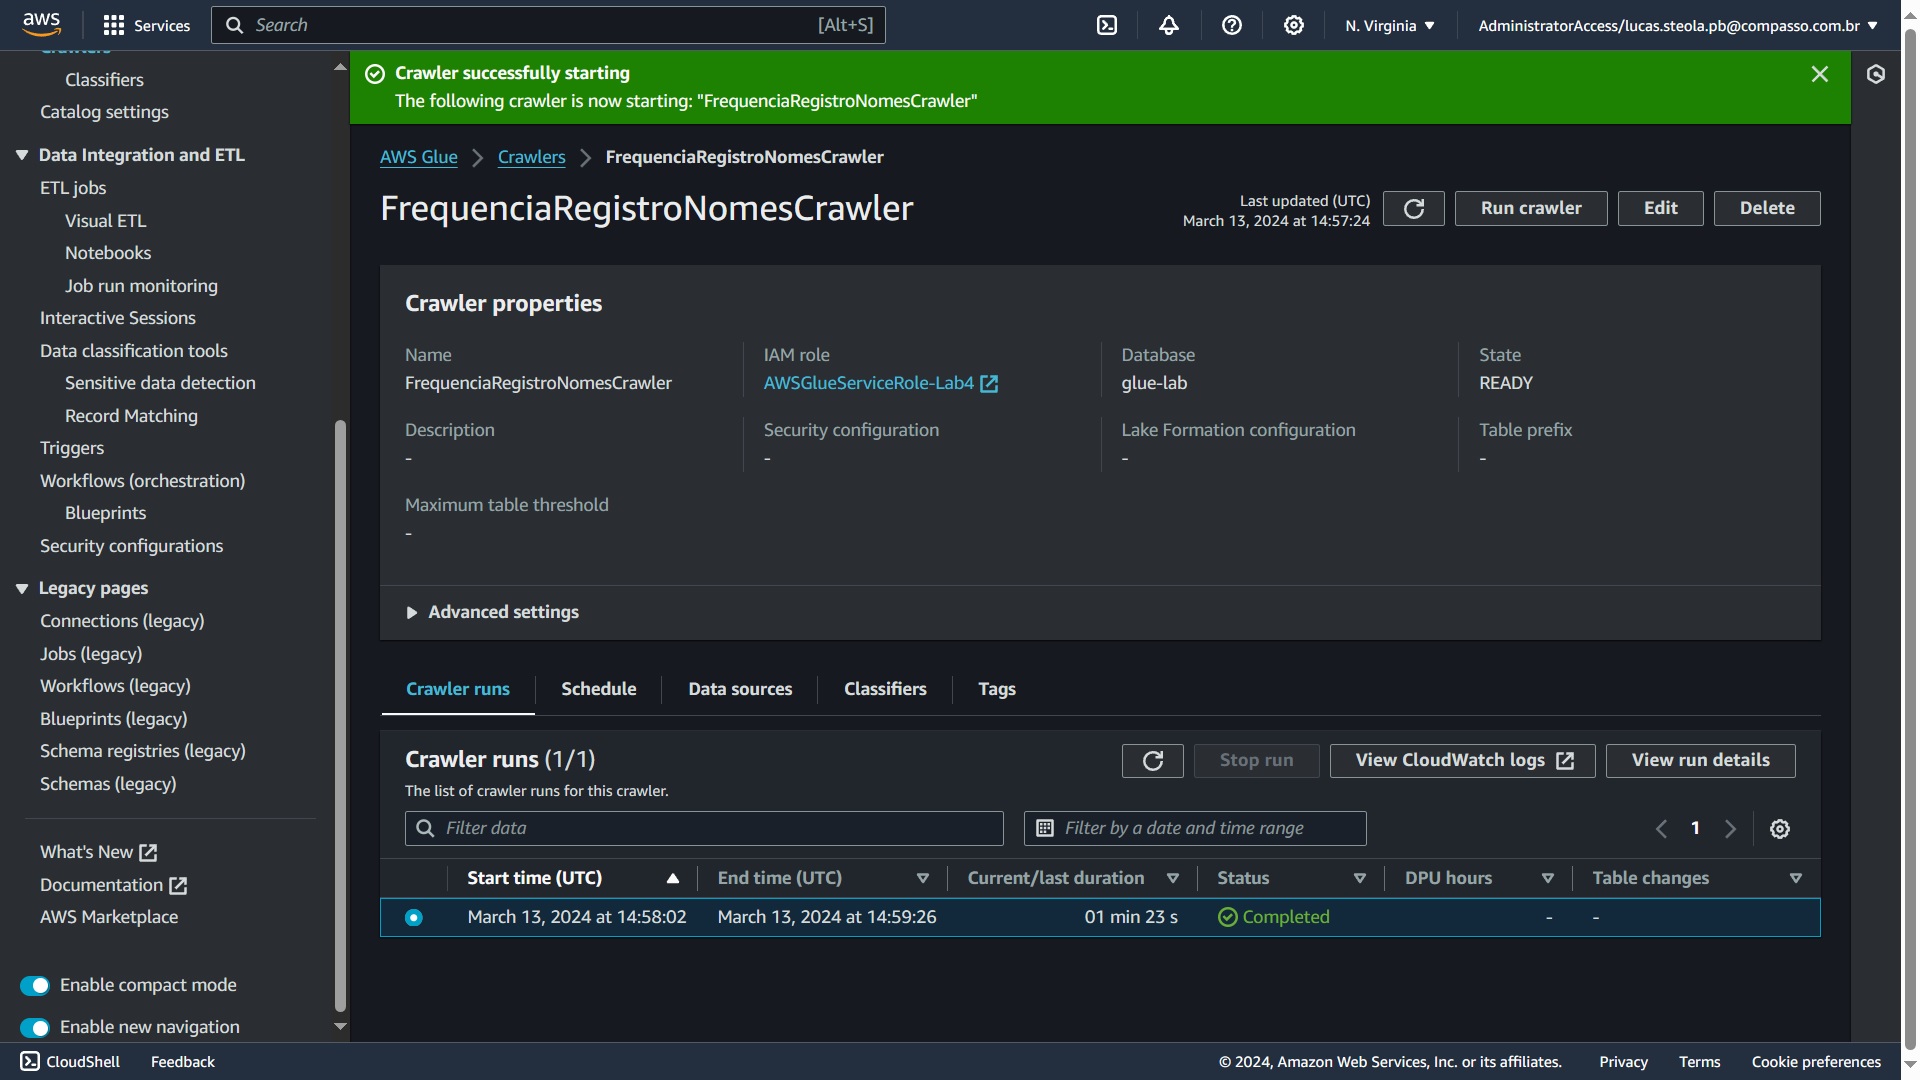 aws
Services
Search
[Alt+S]
N. Virginia
AdministratorAccess/lucas.steola.pb@compasso.com.br
Crawlers
Classifiers
Catalog settings
Data Integration and ETL
ETL jobs
Visual ETL
Notebooks
Job run monitoring
Interactive Sessions
Data classification tools
Sensitive data detection
Record Matching
Triggers
Workflows (orchestration)
Blueprints
Security configurations
Legacy pages
Connections (legacy)
Jobs (legacy)
Workflows (legacy)
Blueprints (legacy)
Schema registries (legacy)
Schemas (legacy)
What's New
Documentation
AWS Marketplace
Enable compact mode
Enable new navigation
Crawler successfully starting
The following crawler is now starting: "FrequenciaRegistroNomesCrawler"
AWS Glue
Crawlers
FrequenciaRegistroNomesCrawler
FrequenciaRegistroNomesCrawler
Last updated (UTC)
March 13, 2024 at 14:57:24
Run crawler
Edit
Delete
Crawler properties
Name
FrequenciaRegistroNomesCrawler
IAM role
AWSGlueServiceRole-Lab4
Database
glue-lab
State
READY
Description
-
Security configuration
-
Lake Formation configuration
-
Table prefix
-
Maximum table threshold
-
Advanced settings
Crawler runs
Schedule
Data sources
Classifiers
Tags
Crawler runs (1/1)
The list of crawler runs for this crawler.
Stop run
View CloudWatch logs
View run details
Filter data
Filter by a date and time range
1
Start time (UTC)
End time (UTC)
Current/last duration
Status
DPU hours
Table changes
March 13, 2024 at 14:58:02
March 13, 2024 at 14:59:26
01 min 23 s
Completed
-
-
CloudShell
Feedback
© 2024, Amazon Web Services, Inc. or its affiliates.
Privacy
Terms
Cookie preferences